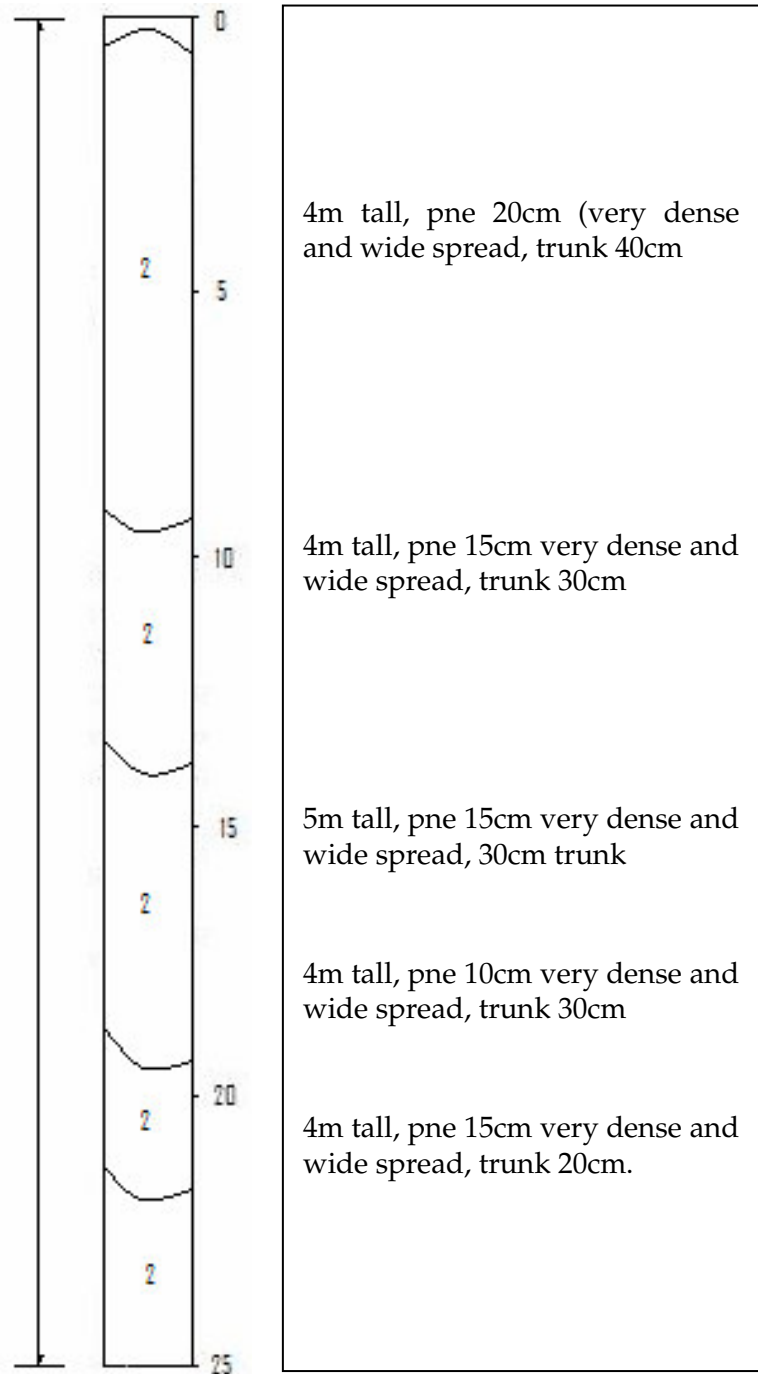 0
4m tall, pne 20cm (very dense
and wide spread, trunk 40cm
2
5
4m tall, pne 15cm very dense and
wide spread, trunk 30cm
10
2
5m tall, pne 15cm very dense and
wide spread, 30cm trunk
15
2
4m tall, pne 10cm very dense and
wide spread, trunk 30cm
20
2
4m tall, pne 15cm very dense and
wide spread, trunk 20cm.
2
25